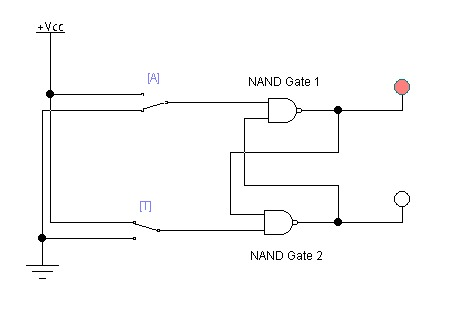 +Vcc
[A]
NAND Gate 1
[T]
NAND Gate 2